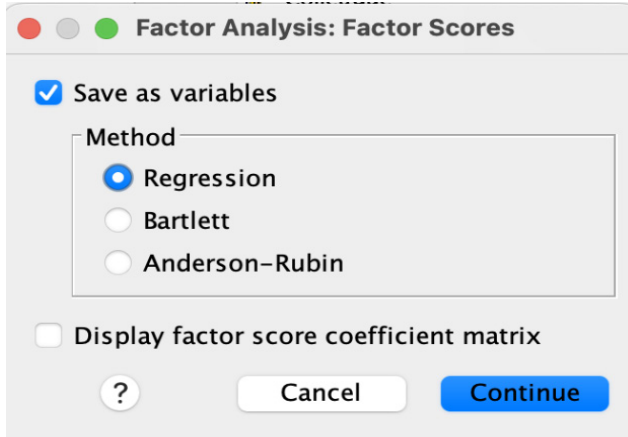 Factor Analysis: Factor Scores
Save as variables
Method
Regression
Bartlett
Anderson-Rubin
Display factor score coefficient matrix
?
Cancel
Continue